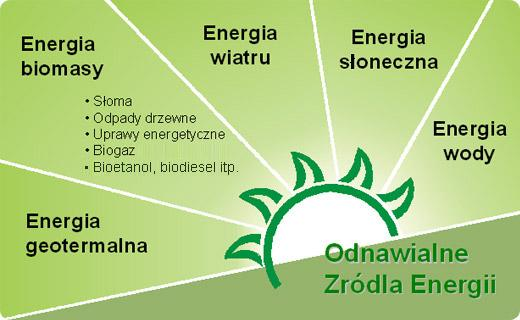 Energia
biomasy
• Słoma
• Odpady drzewne
• Uprawy energetyczne
• Biogaz
• Bioetanol, biodiesel itp.
Energia
wiatru
Energia
słoneczna
Energia
wody
Energia
geotermalna
Odnawialne
Zródla Energii